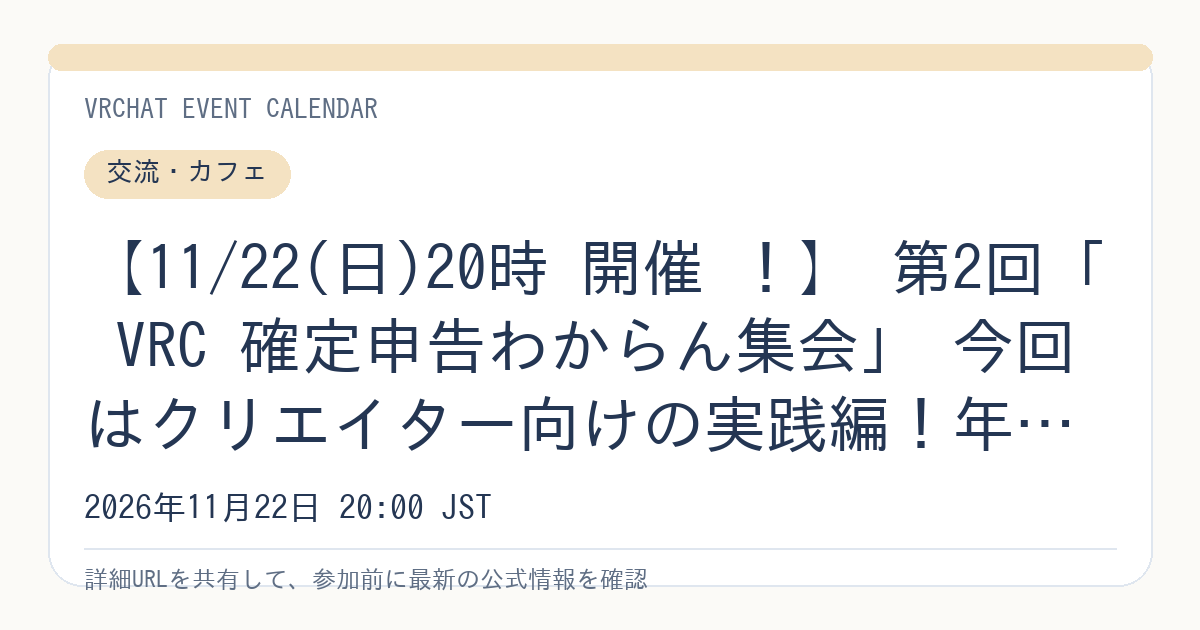 VRCHAT EVENT CALENDAR
交流・カフェ
【11/22(日)20時 開催 ！】 第2回「
VRC 確定申告わからん集会」 今回
はクリエイター向けの実践編！年…
2026年11月22日 20:00 JST
詳細URLを共有して、参加前に最新の公式情報を確認